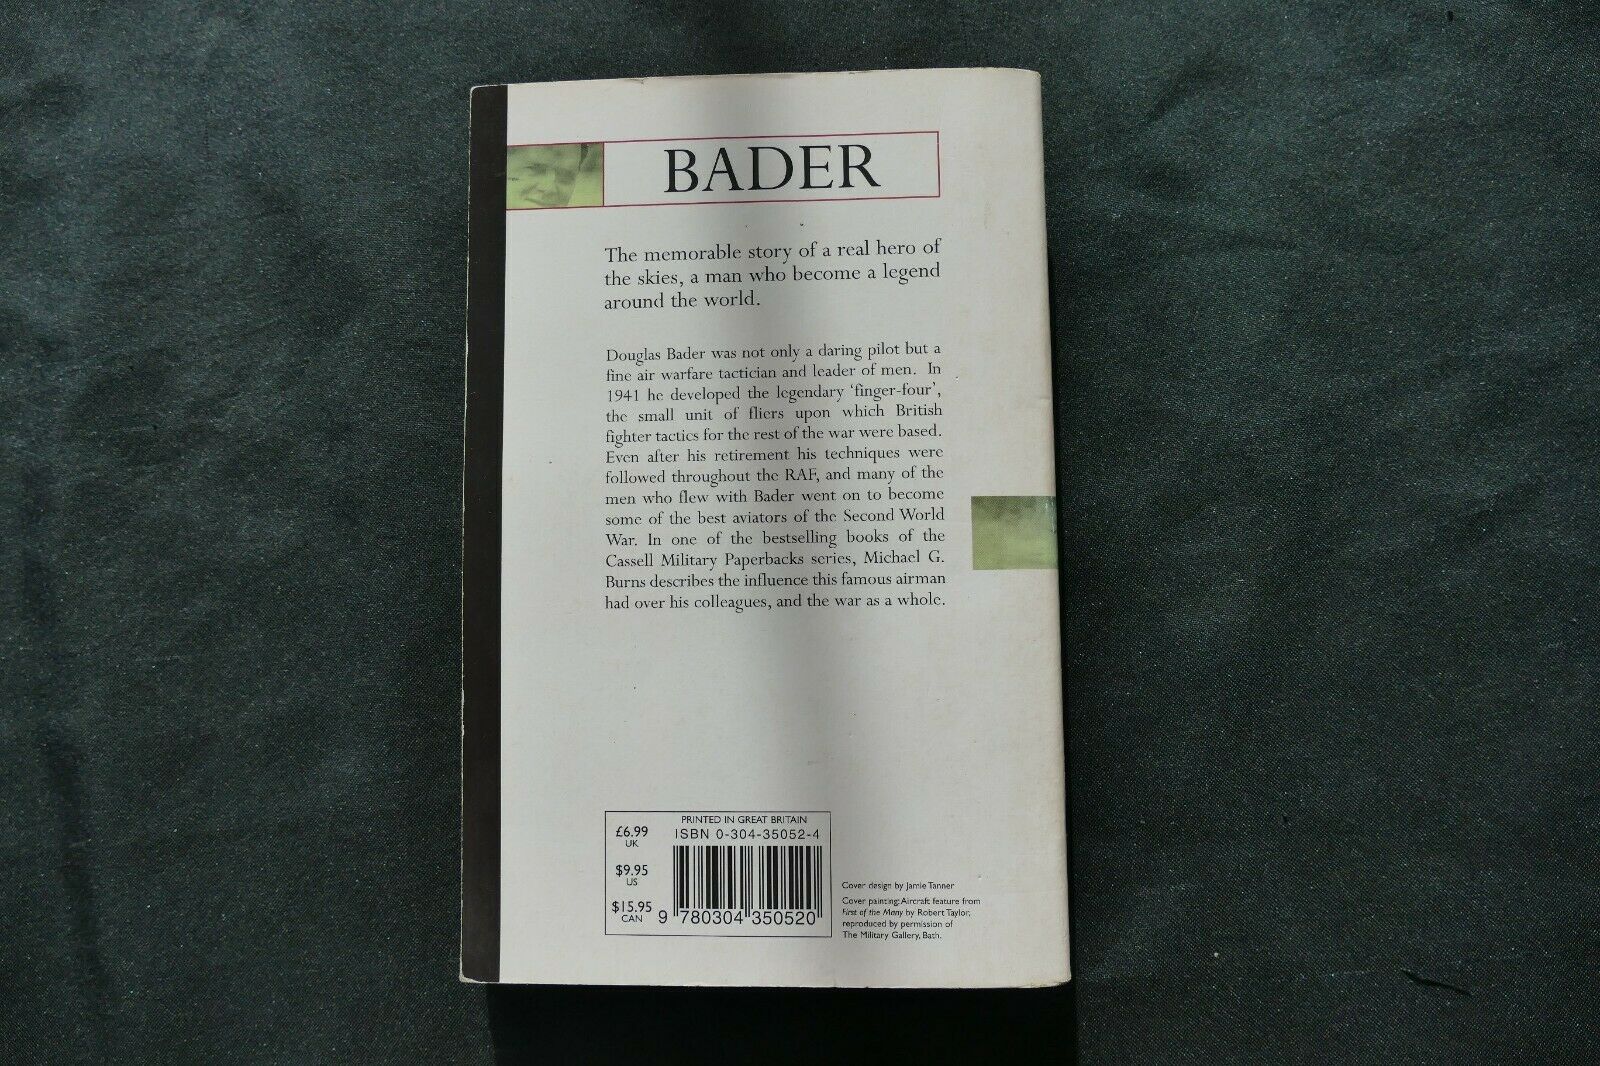 BADER
The memorable story of a real hero of
the skies, a man who become a legend
around the world.
Douglas Bader was not only a daring pilot but a
fine air warfare tactician and leader of men. In
1941 he developed the legendary ‘finger-four’,
the small unit of fliers upon which British
fighter tactics for the rest of the war were based.
Even after his retirement his techniques were
followed throughout the RAF, and many of the
men who flew with Bader went on to become
some of the best aviators of the Second World
War. In one of the bestselling books of the
Cassell Military Paperbacks series, Michael G.
Burns describes the influence this famous airman
had over his colleagues, and the war as a whole.
£6.99
UK
$9.95
US
$15.95
CAN
PRINTED IN GREAT BRITAIN
ISBN 0-304-35052-4
9 780304 350520
Cover design by Jamie Tanner
Cover painting: Aircraft feature from
First of the Many by Robert Taylor,
reproduced by permission of
The Military Gallery, Bath.